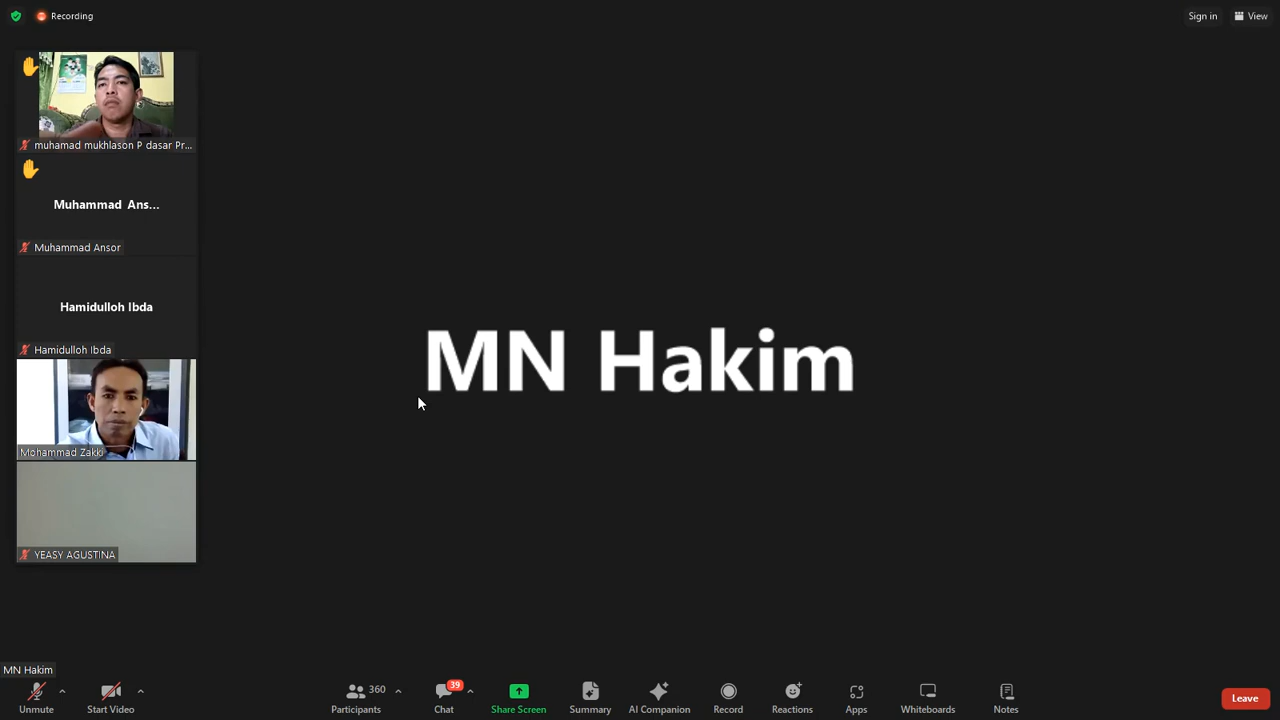 Recording
Sign in
View
muhamad mukhlason P dasar Pr...
Muhammad Ans...
Muhammad Ansor
Hamidulloh Ibda
Hamidulloh Ibda
Mohammad Zakki
YEASY AGUSTINA
MN Hakim
MN Hakim
Unmute
Start Video
360
Participants
39
Chat
Share Screen
Summary
AI Companion
Record
Reactions
Apps
Whiteboards
Notes
Leave